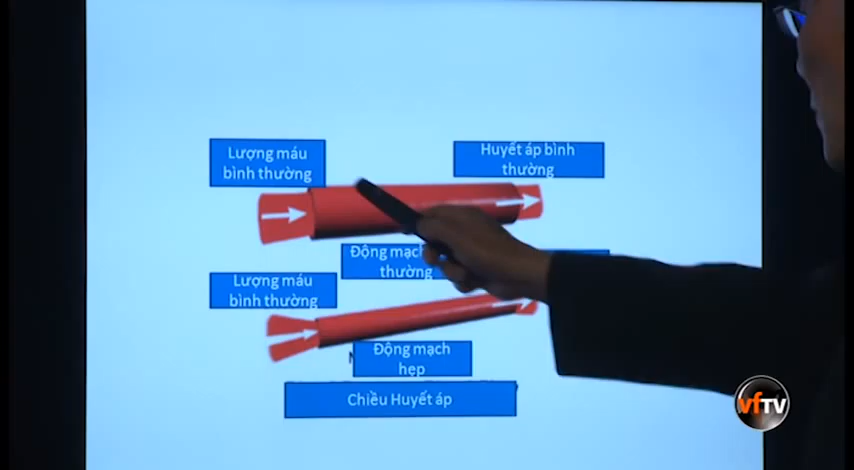 Lượng máu
bình thường
Huyết áp bình
thường
Động mạch
thường
Lượng máu
bình thường
Động mạch
hẹp
Chiều Huyết áp
vfTV